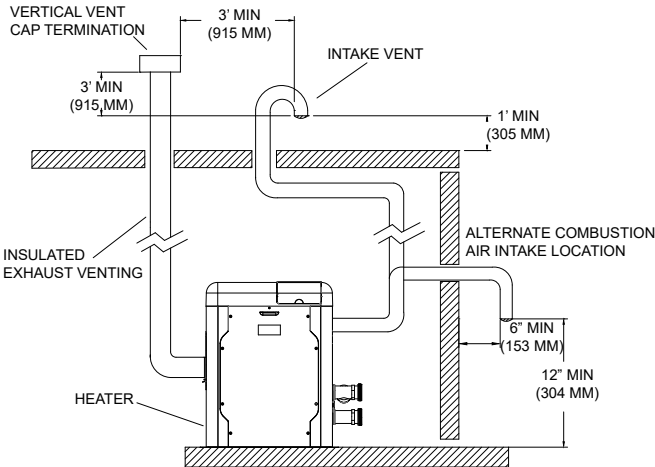 VERTICAL VENT
CAP TERMINATION
3’ MIN
(915 MM)
INTAKE VENT
3’ MIN
(915 MM)
1’ MIN
(305 MM)
INSULATED
EXHAUST VENTING
ALTERNATE COMBUSTION
AIR INTAKE LOCATION
6” MIN
(153 MM)
12” MIN
(304 MM)
HEATER